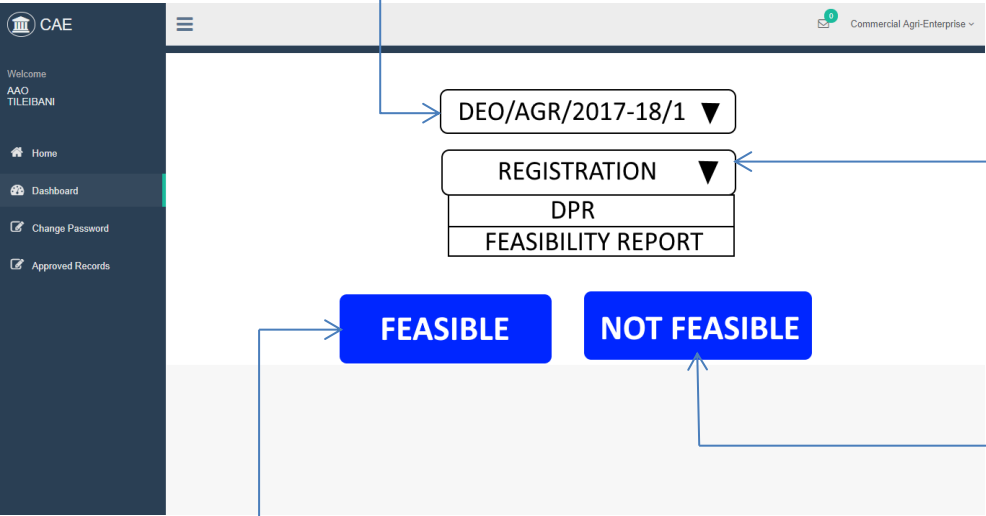 CAE
0
Commercial Agri-Enterprise
Welcome
AAO
TILEIBANI
Home
Dashboard
Change Password
Approved Records
DEO/AGR/2017-18/1
REGISTRATION
DPR
FEASIBILITY REPORT
FEASIBLE
NOT FEASIBLE